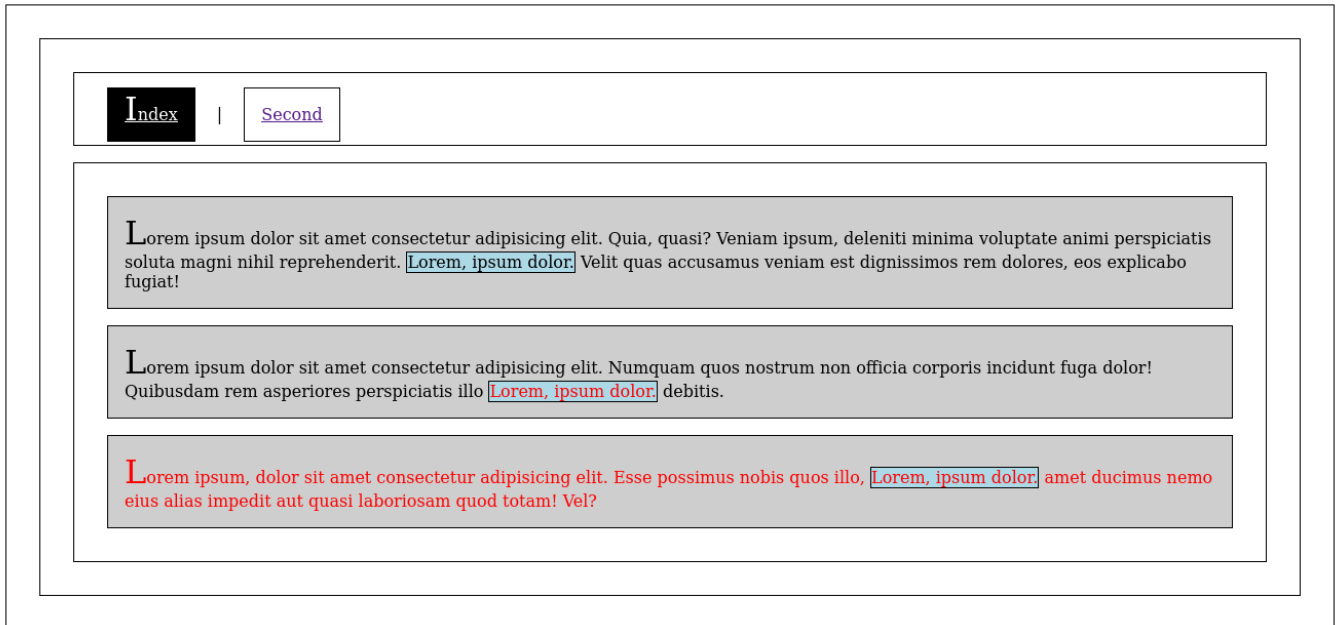 Index | Second
Lorem ipsum dolor sit amet consectetur adipisicing elit. Quia, quasi? Veniam ipsum, deleniti minima voluptate animi perspiciatis
soluta magni nihil reprehenderit. Lorem, ipsum dolor. Velit quas accusamus veniam est dignissimos rem dolores, eos explicabo
fugiat!
Lorem ipsum dolor sit amet consectetur adipisicing elit. Numquam quos nostrum non officia corporis incidunt fuga dolor!
Quibusdam rem asperiores perspiciatis illo Lorem, ipsum dolor. debitis.
Lorem ipsum, dolor sit amet consectetur adipisicing elit. Esse possimus nobis quos illo, Lorem, ipsum dolor. amet ducimus nemo
eius alias impedit aut quasi laboriosam quod totam! Vel?